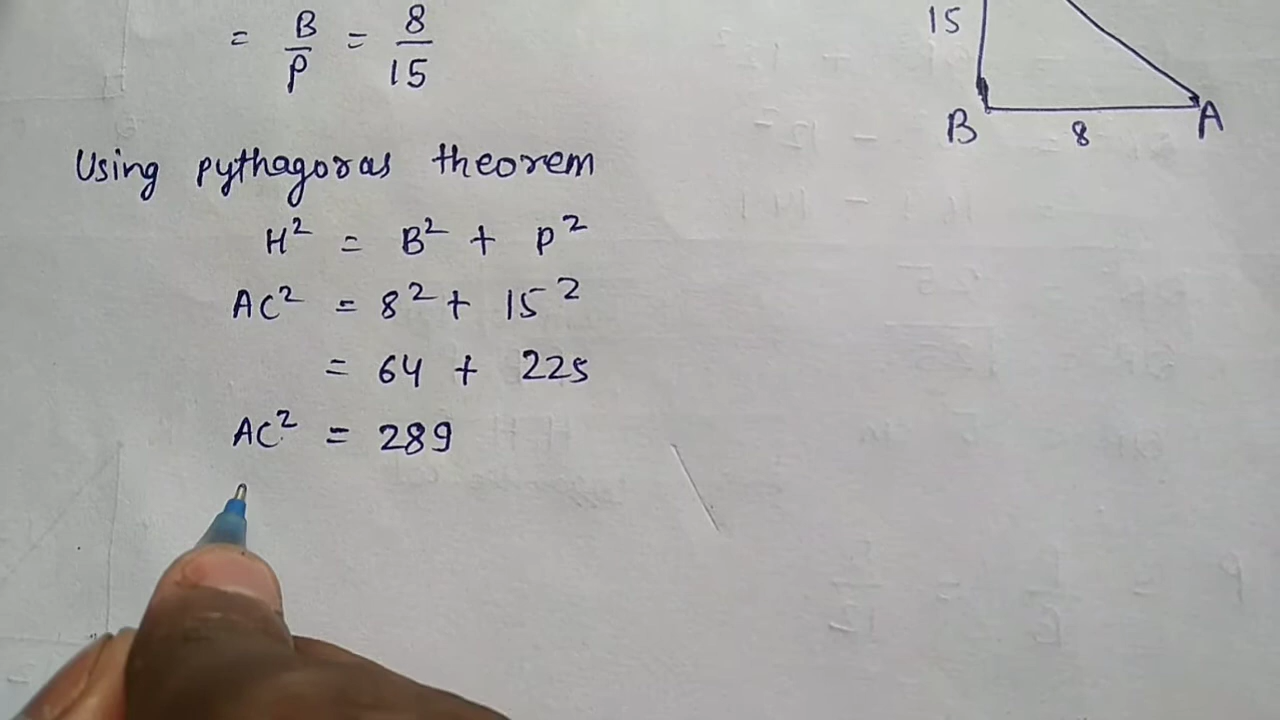 = B/P = 8/15
15
B 8 A
Using pythagoras theorem
H² = B² + P²
AC² = 8² + 15²
= 64 + 225
AC² = 289